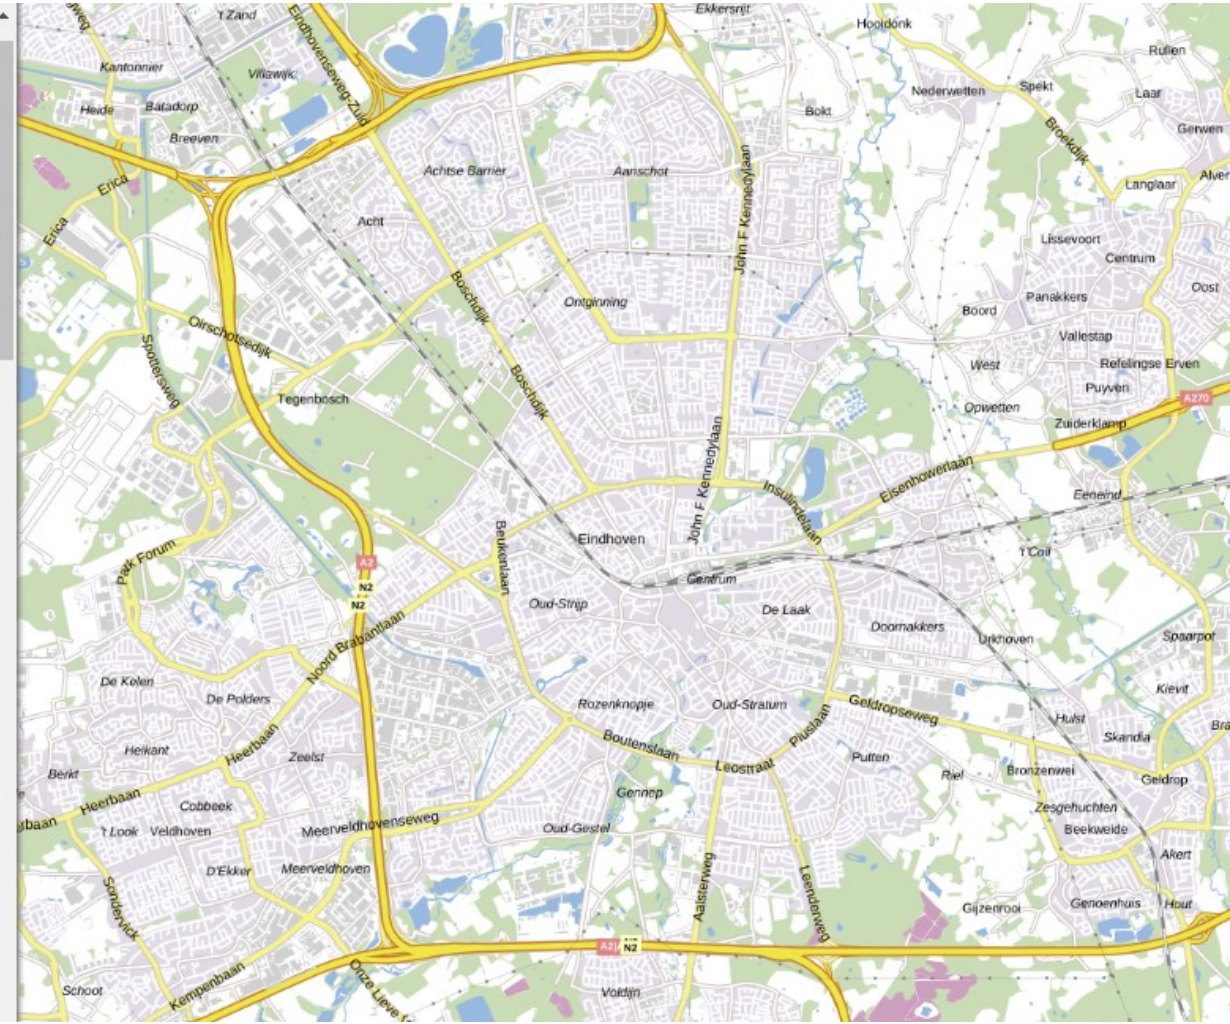 't Zand
Ekkersrijt
Eindhovenseweg-Zuid
Hooidonk
Kantonnier
Villawijk
Rullen
Nederwetten
Spekt
Laar
Heide
Batadorp
Bokt
Broekdijk
Gerwen
Breeven
Achtse Barrier
Aanschot
John F Kennedylaan
Erica
Langlaar
Alver
Acht
Erica
Lissevoort
Centrum
Boschdijk
Ontginning
Panakkers
Oost
Oirschotsedijk
Boord
Vallestap
Spottersweg
West
Refelingse Erven
Boschdijk
Puyven
Tegenbosch
Opwetten
A270
Zuiderklamp
John F Kennedylaan
Eisenhowerlaan
Insulindelaan
Eeneind
Park Forum
Beukenlaan
Eindhoven
A2
't Coll
N2
Centrum
N2
Oud-Strijp
De Laak
Noord Brabantlaan
Doornakkers
Urkhoven
Spaarpot
De Kelen
De Polders
Kievit
Rozenknopje
Oud-Stratum
Geldropseweg
Hulst
Skandia
Bra
Heikant
Heerbaan
Zeelst
Boutenslaan
Piuslaan
Putten
Leostraat
Riel
Bronzenwei
Geldrop
Berkt
Gennep
Heerbaan
Cobbeek
Zesgehuchten
rbaan
't Look
Veldhoven
Meerveldhovenseweg
Oud-Gestel
Beekweide
Akert
D'Ekker
Meerveldhoven
Aalsterweg
Leenderweg
Sondervick
Gijzenrooi
Genoenhuis
Hout
A2
N2
Kempenbaan
Onze Lieve
Schoot
Voldijn